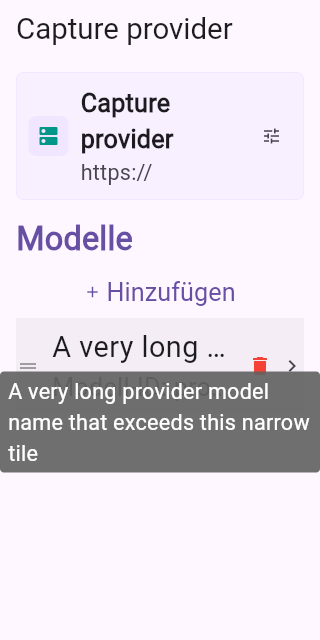 Capture provider
Capture
provider
https://
Modelle
+ Hinzufügen
A very long ...
A very long provider model
name that exceeds this narrow
tile